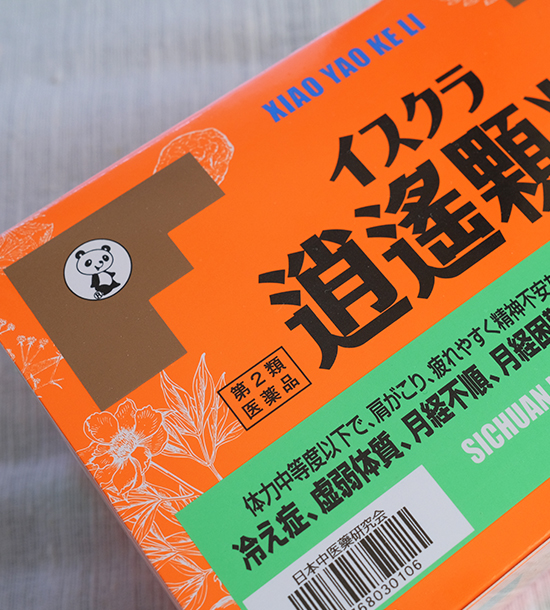 XIAO YAO KE LI
イスクラ
逍遙顆
第2類
医薬品
体力中等度以下で、肩がこり、疲れやすく精神不安
冷え症、虚弱体質、月経不順、月経困
SICHUAN
日本中医薬研究会
68030106